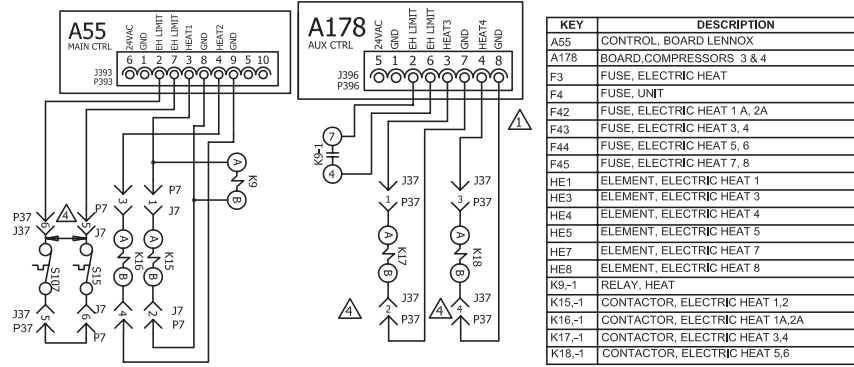 A55
MAIN CTRL
24VAC
GND
EH LIMIT
EH LIMIT
HEAT1
GND
HEAT2
GND
6 1 2 7 3 8 4 9 5 10
J393
P393
A178
AUX CTRL
24VAC
GND
EH LIMIT
EH LIMIT
HEAT3
GND
HEAT4
GND
5 1 2 6 3 7 4 8
J396
P396
1
7
K9-1
4
A
K9
B
P37
6
J37
4
P7
5
J7
3
1
P7
J7
S107
S15
A
K16
B
A
K15
B
J37
5
P37
J7
6
P7
4
2
J7
P7
J37
1
P37
J37
3
P37
A
K17
B
A
K18
B
4
J37
2
P37
4
J37
4
P37
KEY DESCRIPTION
A55 CONTROL, BOARD LENNOX
A178 BOARD,COMPRESSORS 3 & 4
F3 FUSE, ELECTRIC HEAT
F4 FUSE, UNIT
F42 FUSE, ELECTRIC HEAT 1 A, 2A
F43 FUSE, ELECTRIC HEAT 3, 4
F44 FUSE, ELECTRIC HEAT 5, 6
F45 FUSE, ELECTRIC HEAT 7, 8
HE1 ELEMENT, ELECTRIC HEAT 1
HE3 ELEMENT, ELECTRIC HEAT 3
HE4 ELEMENT, ELECTRIC HEAT 4
HE5 ELEMENT, ELECTRIC HEAT 5
HE7 ELEMENT, ELECTRIC HEAT 7
HE8 ELEMENT, ELECTRIC HEAT 8
K9,-1 RELAY, HEAT
K15,-1 CONTACTOR, ELECTRIC HEAT 1,2
K16,-1 CONTACTOR, ELECTRIC HEAT 1A,2A
K17,-1 CONTACTOR, ELECTRIC HEAT 3,4
K18,-1 CONTACTOR, ELECTRIC HEAT 5,6